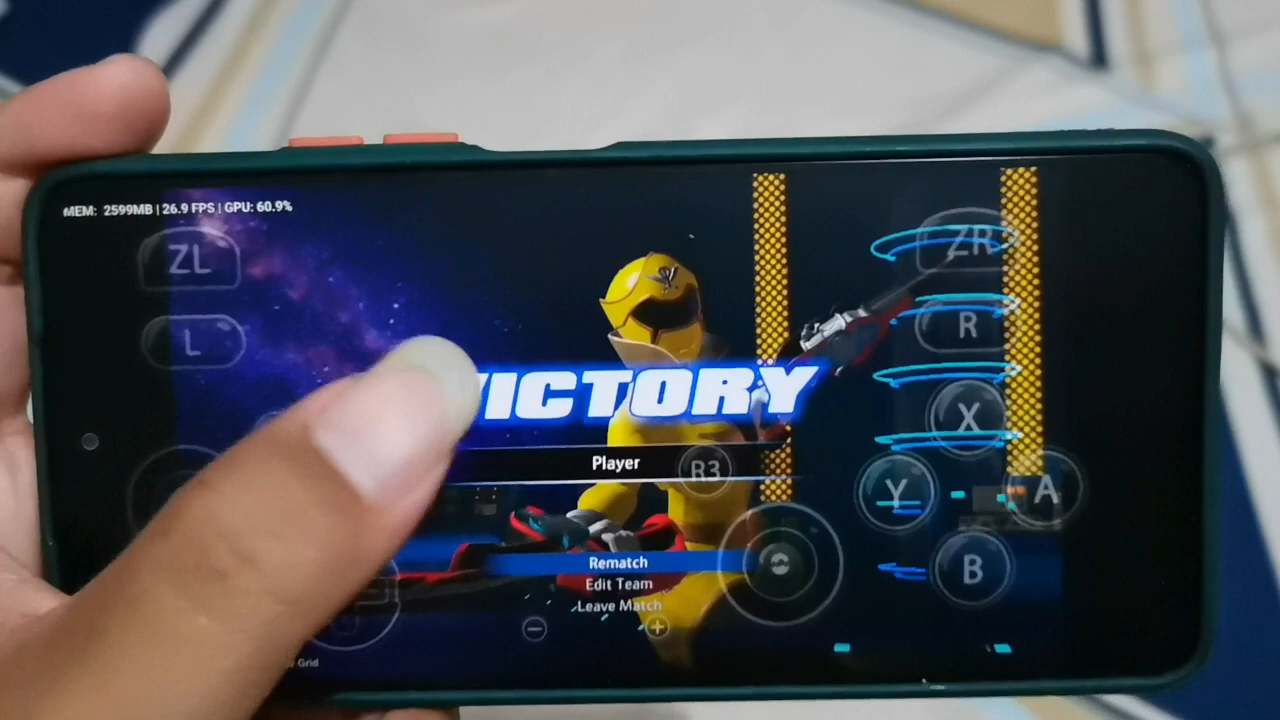 MEM: 2599MB | 26.9 FPS | GPU: 60.9%
ZL
ZR
L
R
VICTORY
X
Player
R3
Y
A
Rematch
B
Edit Team
Leave Match
Grid